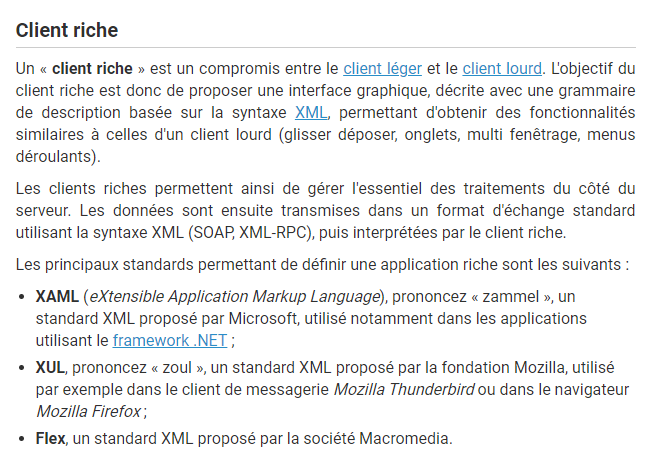 Client riche
Un « client riche » est un compromis entre le client léger et le client lourd. L'objectif du
client riche est donc de proposer une interface graphique, décrite avec une grammaire
de description basée sur la syntaxe XML, permettant d'obtenir des fonctionnalités
similaires à celles d'un client lourd (glisser déposer, onglets, multi fenêtrage, menus
déroulants).
Les clients riches permettent ainsi de gérer l'essentiel des traitements du côté du
serveur. Les données sont ensuite transmises dans un format d'échange standard
utilisant la syntaxe XML (SOAP, XML-RPC), puis interprétées par le client riche.
Les principaux standards permettant de définir une application riche sont les suivants :
• XAML (eXtensible Application Markup Language), prononcez « zammel », un
standard XML proposé par Microsoft, utilisé notamment dans les applications
utilisant le framework .NET ;
• XUL, prononcez « zoul », un standard XML proposé par la fondation Mozilla, utilisé
par exemple dans le client de messagerie Mozilla Thunderbird ou dans le navigateur
Mozilla Firefox ;
• Flex, un standard XML proposé par la société Macromedia.